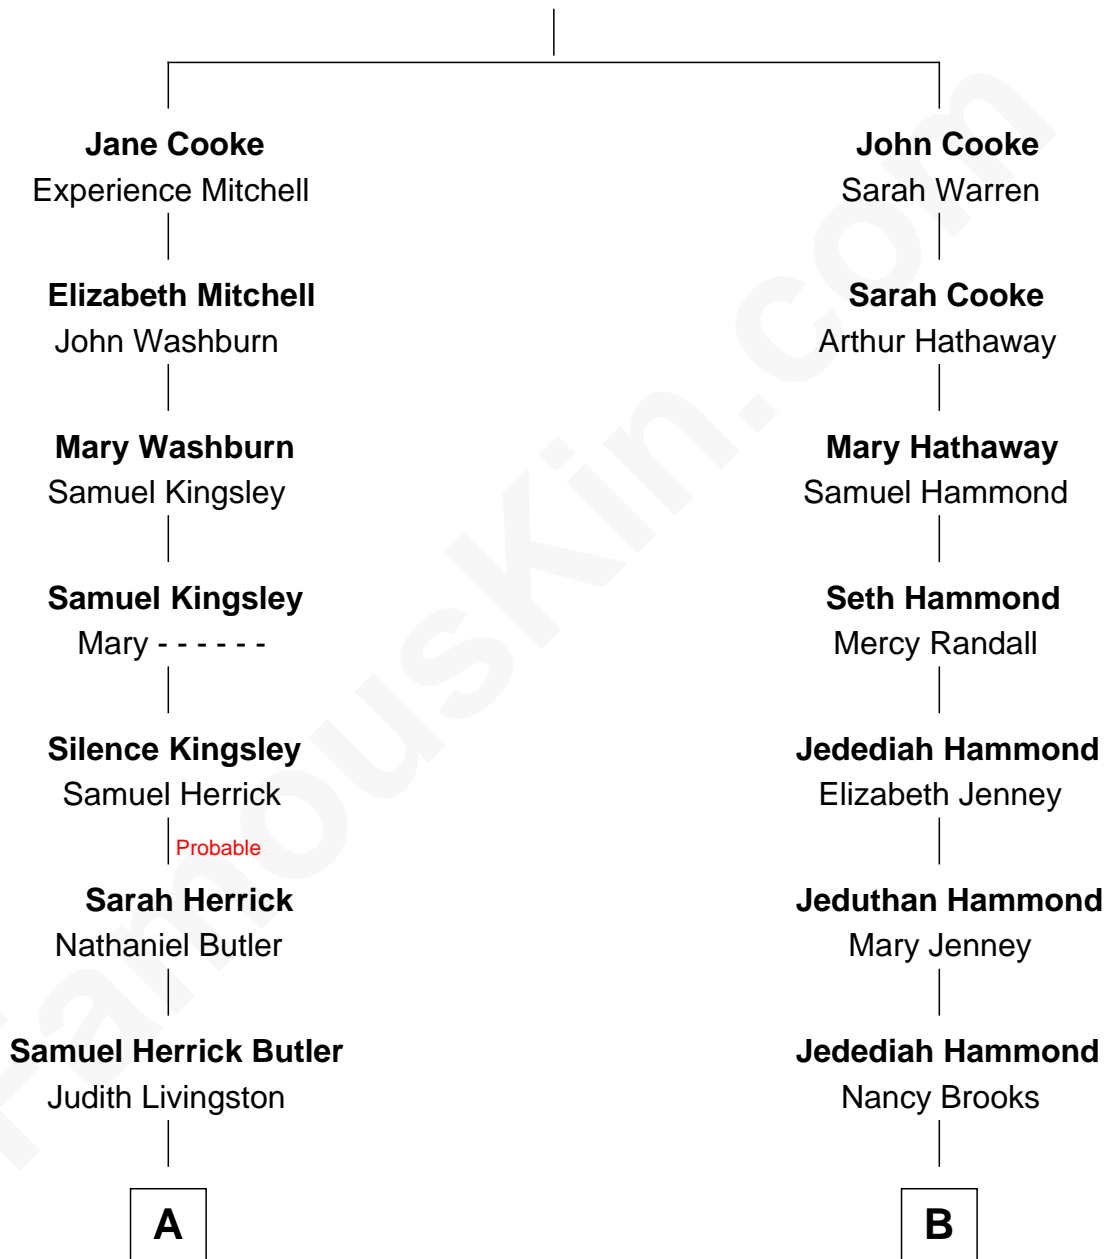 Jane Cooke
Experience Mitchell
John Cooke
Sarah Warren
Elizabeth Mitchell
John Washburn
Sarah Cooke
Arthur Hathaway
Mary Washburn
Samuel Kingsley
Mary Hathaway
Samuel Hammond
Samuel Kingsley
Mary - - - - - -
Seth Hammond
Mercy Randall
Silence Kingsley
Samuel Herrick
Jedediah Hammond
Elizabeth Jenney
Probable
Sarah Herrick
Nathaniel Butler
Jeduthan Hammond
Mary Jenney
Samuel Herrick Butler
Judith Livingston
Jedediah Hammond
Nancy Brooks
A
B
FamousKin.com